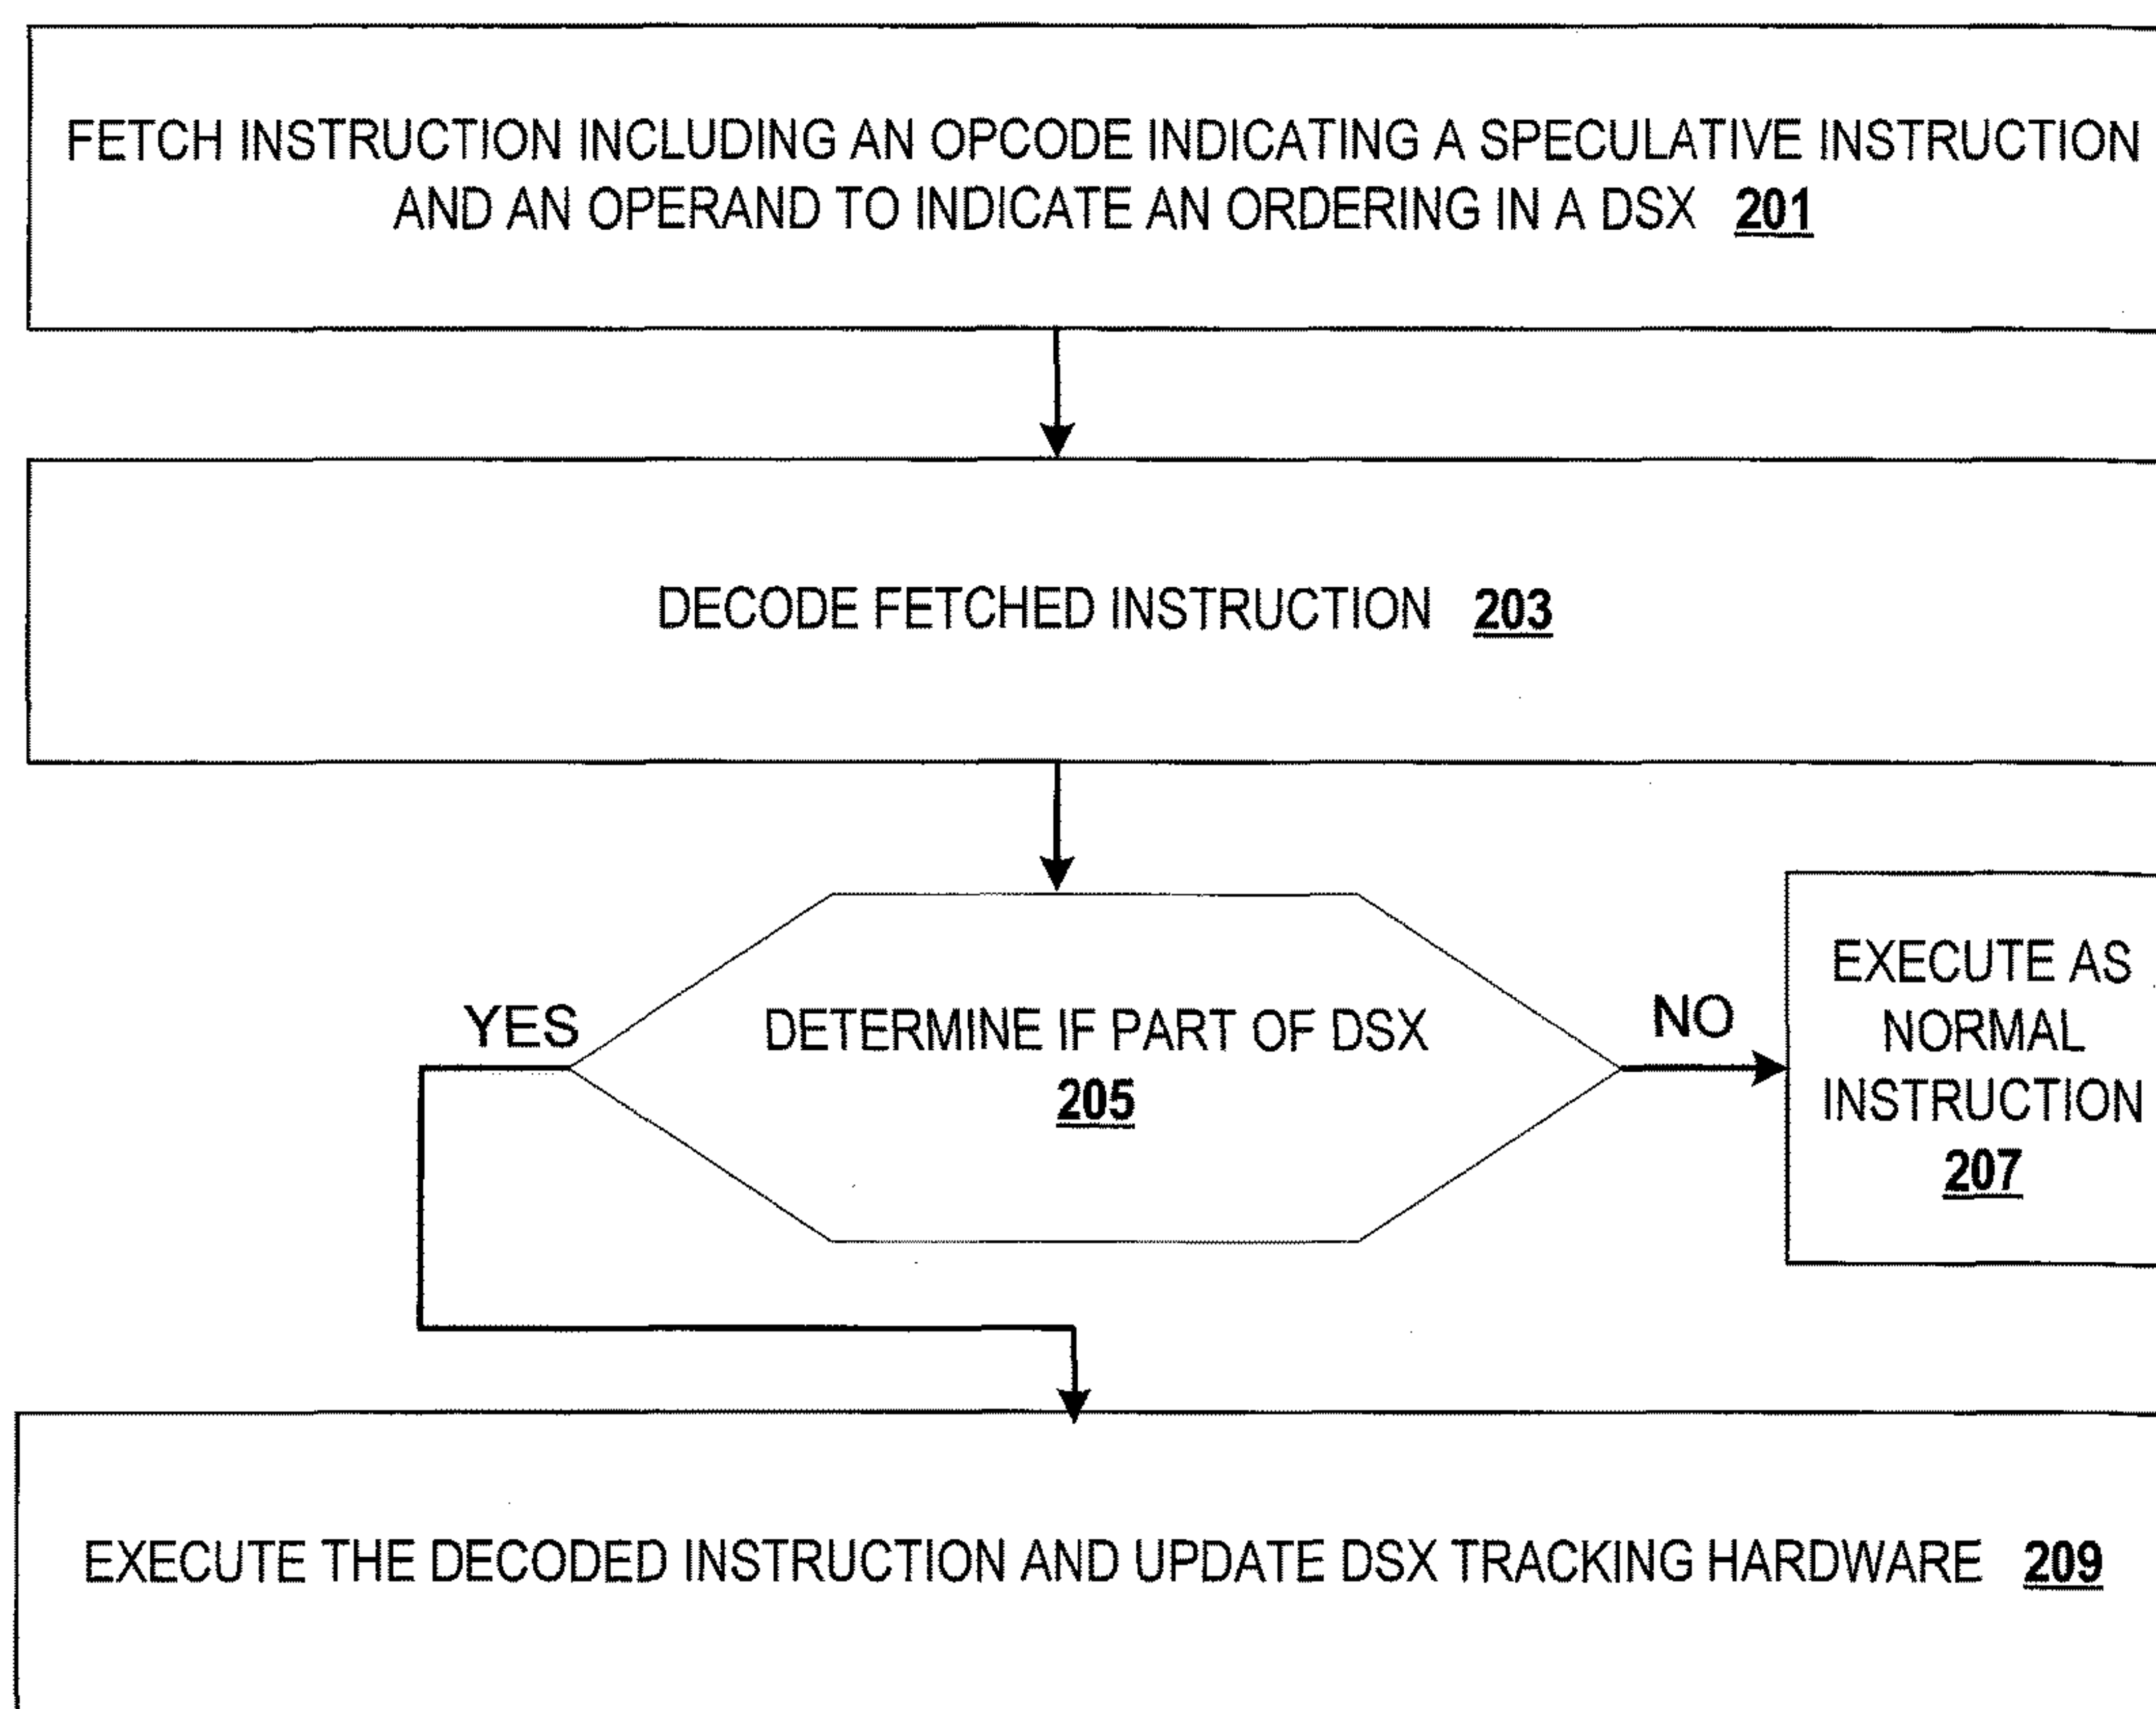 FETCH INSTRUCTION INCLUDING AN OPCODE INDICATING A SPECULATIVE INSTRUCTION
AND AN OPERAND TO INDICATE AN ORDERING IN A DSX 201
DECODE FETCHED INSTRUCTION 203
YES
DETERMINE IF PART OF DSX
205
NO
EXECUTE AS
NORMAL
INSTRUCTION
207
EXECUTE THE DECODED INSTRUCTION AND UPDATE DSX TRACKING HARDWARE 209